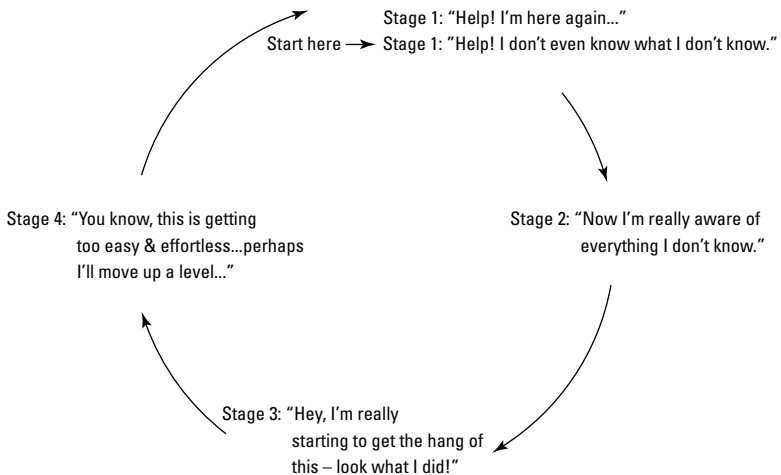 Stage 1: “Help! I’m here again...”
Start here Stage 1: ”Help! I don’t even know what I don’t know.”
Stage 2: “Now I’m really aware of
everything I don’t know.”
Stage 3: “Hey, I’m really
starting to get the hang of
this – look what I did!”
Stage 4: “You know, this is getting
too easy & effortless...perhaps
I’ll move up a level...”